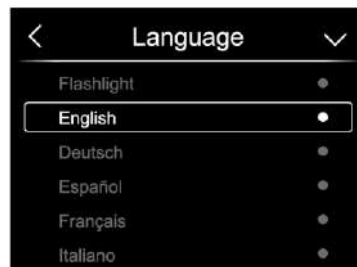 Language
Flashlight
English
Deutsch
Español
Français
Italiano